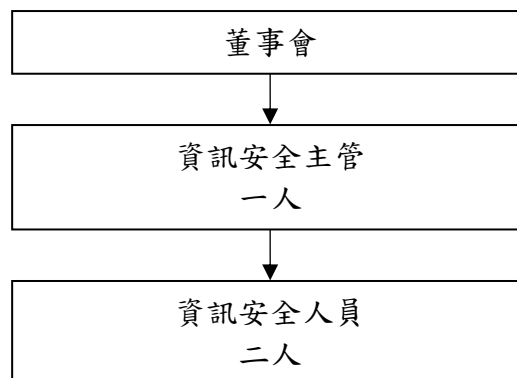 董事會
資訊安全主管
一人
資訊安全人員
二人